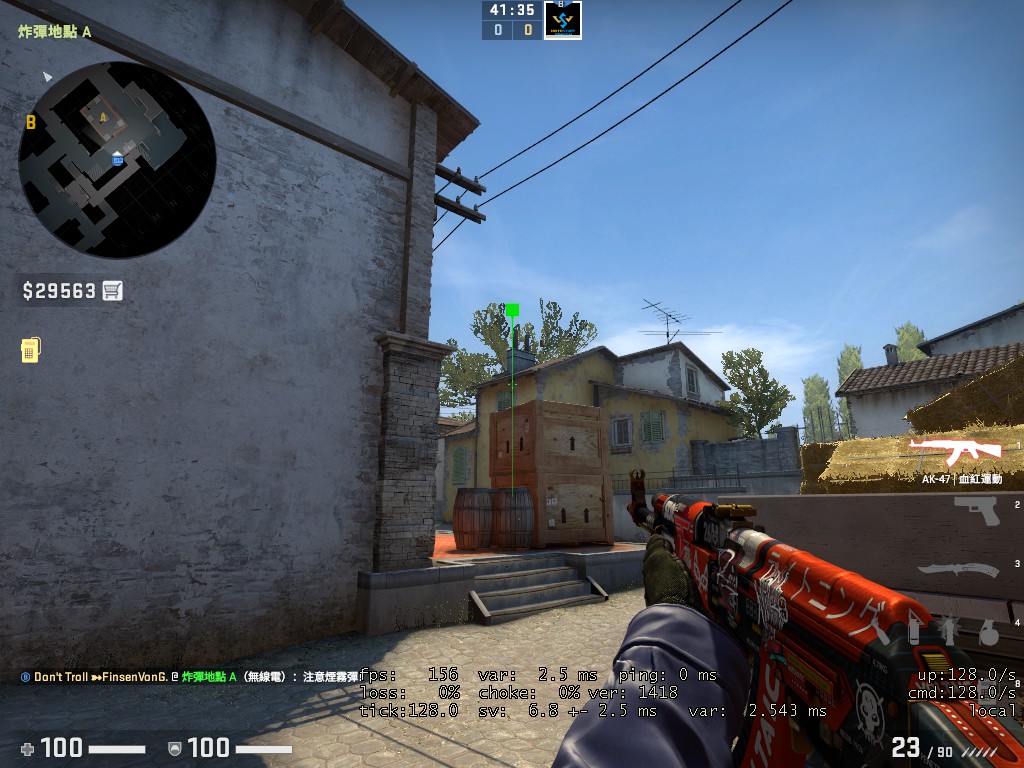 41:35
炸彈地點 A
0 0
A
B
$29563
1
AK-47 | 血紅運動
2
3
4
Don't Troll ➳FinsenVonG. @ 炸彈地點 A (無線電) : 注意煙霧彈
fps: 156 var: 2.5 ms ping: 0 ms
up:128.0/s
loss: 0% choke: 0% ver: 1418
cmd:128.0/s
tick:128.0 sv: 6.8 +- 2.5 ms var: 2.543 ms
local
100 100
23 / 90